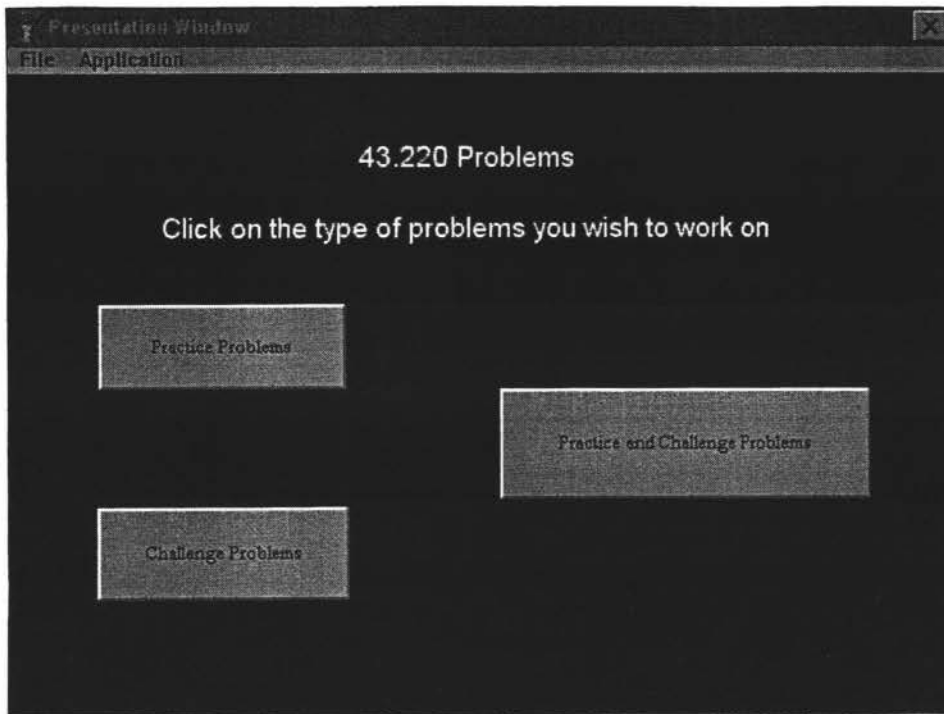 Presentation Window
File Application
43.220 Problems
Click on the type of problems you wish to work on
Practice Problems
Practice and Challenge Problems
Challenge Problems